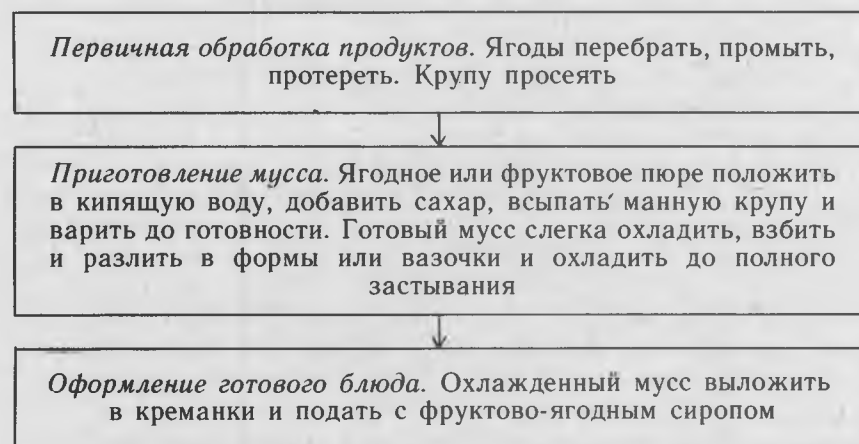 Первичная обработка продуктов. Ягоды перебрать, промыть,
протереть. Крупу просеять
Приготовление мусса. Ягодное или фруктовое пюре положить
в кипящую воду, добавить сахар, всыпать манную крупу и
варить до готовности. Готовый мусс слегка охладить, взбить
и разлить в формы или вазочки и охладить до полного
застывания
Оформление готового блюда. Охлажденный мусс выложить
в креманки и подать с фруктово-ягодным сиропом